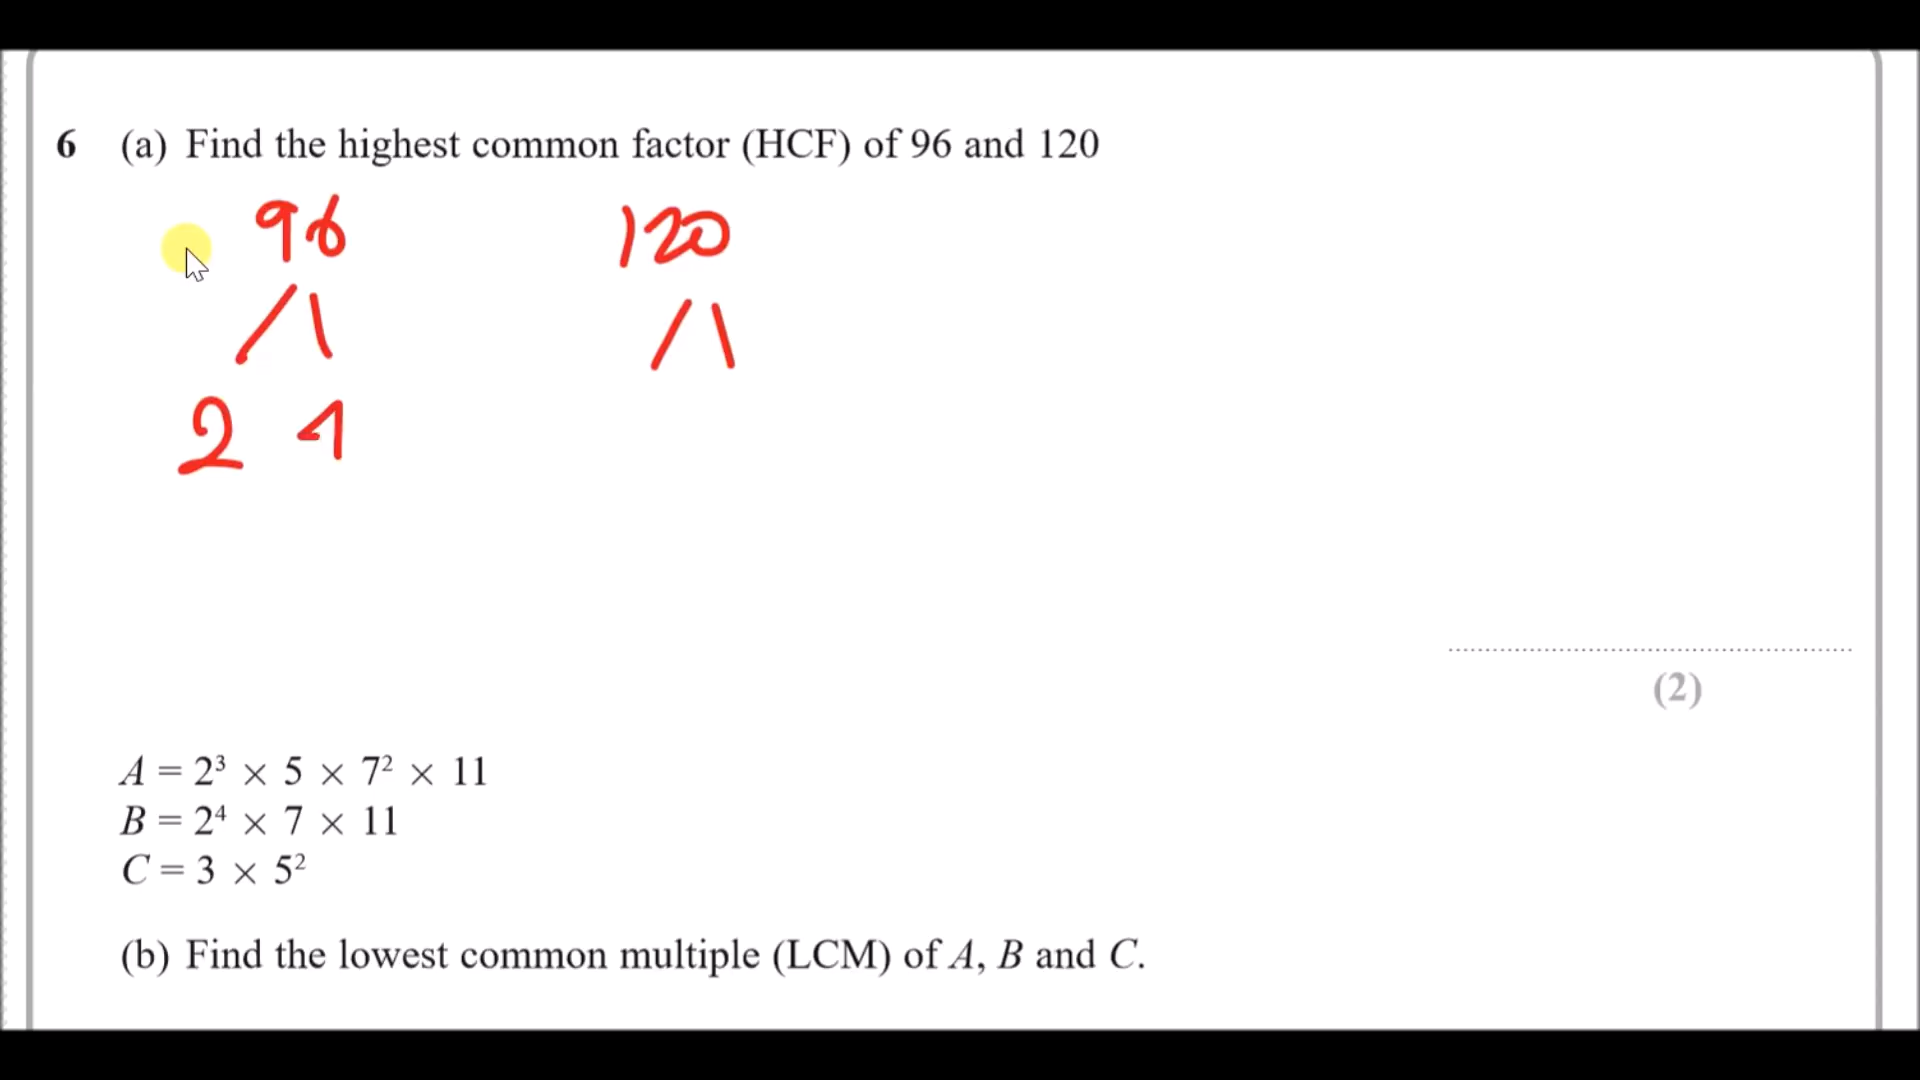 6 (a) Find the highest common factor (HCF) of 96 and 120
96 120
2 4
(2)
A = 2³ × 5 × 7² × 11
B = 2⁴ × 7 × 11
C = 3 × 5²
(b) Find the lowest common multiple (LCM) of A, B and C.